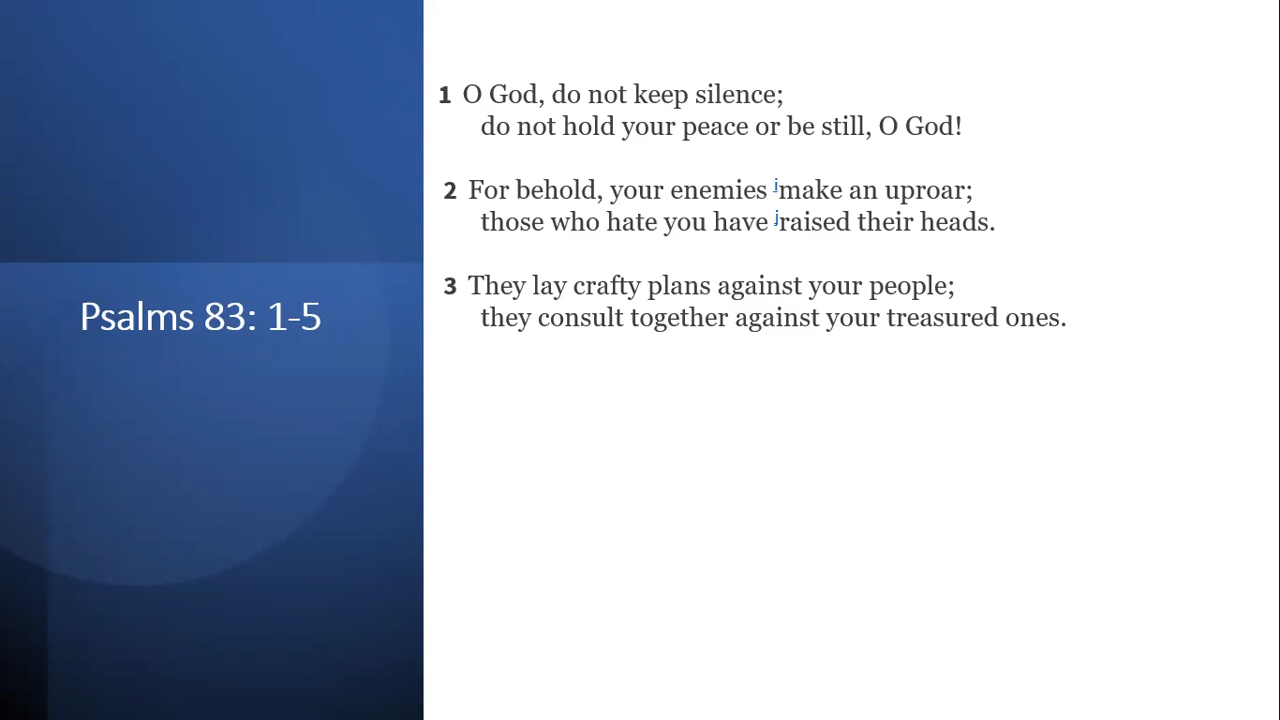 Psalms 83: 1-5
1 O God, do not keep silence;
do not hold your peace or be still, O God!
2 For behold, your enemies imake an uproar;
those who hate you have jraised their heads.
3 They lay crafty plans against your people;
they consult together against your treasured ones.